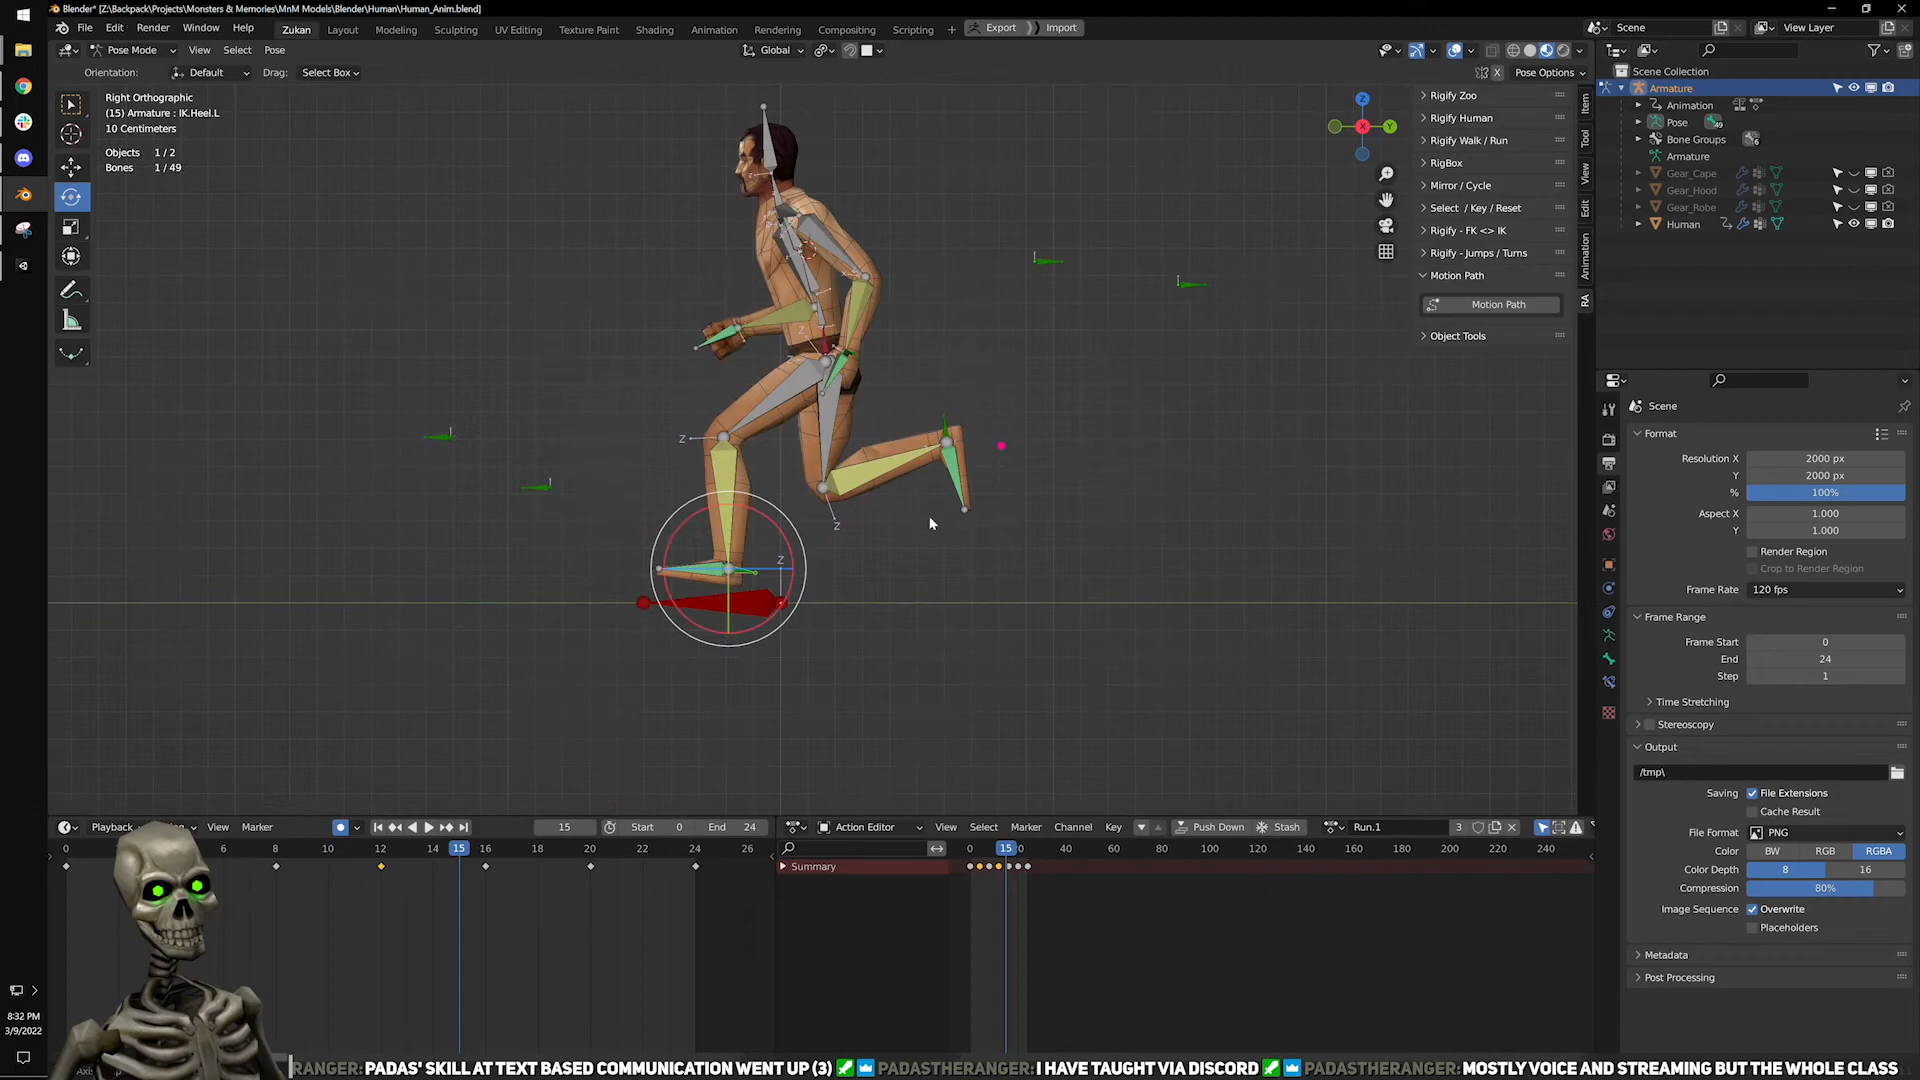 Blender* [Z:\Backpack\Projects\Monsters & Memories\MnM Models\Blender\Human\Human_Anim.blend]
File Edit Render Window Help Zukan Layout Modeling Sculpting UV Editing Texture Paint Shading Animation Rendering Compositing Scripting + Export Import Scene View Layer
Pose Mode View Select Pose Global
Orientation: Default Drag: Select Box X Pose Options
Right Orthographic
(15) Armature : IK.Heel.L
10 Centimeters
Objects 1 / 2
Bones 1 / 49
Z
Z
Z
Z
Z
X
Y
Rigify Zoo
Rigify Human
Rigify Walk / Run
RigBox
Mirror / Cycle
Select / Key / Reset
Rigify - FK <> IK
Rigify - Jumps / Turns
Motion Path
Motion Path
Object Tools
Item
Tool
View
Edit
Animation
RA
Scene Collection
Armature
Animation
Pose 49
Bone Groups 6
Armature
Gear_Cape
Gear_Hood
Gear_Robe
Human
Scene
Format
Resolution X 2000 px
Y 2000 px
% 100%
Aspect X 1.000
Y 1.000
Render Region
Crop to Render Region
Frame Rate 120 fps
Frame Range
Frame Start 0
End 24
Step 1
Time Stretching
Stereoscopy
Output
/tmp\
Saving File Extensions
Cache Result
File Format PNG
Color BW RGB RGBA
Color Depth 8 16
Compression 80%
Image Sequence Overwrite
Placeholders
Metadata
Post Processing
Playback View Marker 15 Start 0 End 24
6 8 10 12 14 15 18 20 22 24 26
Action Editor View Select Marker Channel Key Push Down Stash Run.1 3
0 15 20 40 60 80 100 120 140 160 180 200 220 240
Summary
8:32 PM
3/9/2022
RANGER: PADAS' SKILL AT TEXT BASED COMMUNICATION WENT UP (3) PADASTHERANGER: I HAVE TAUGHT VIA DISCORD PADASTHERANGER: MOSTLY VOICE AND STREAMING BUT THE WHOLE CLASS